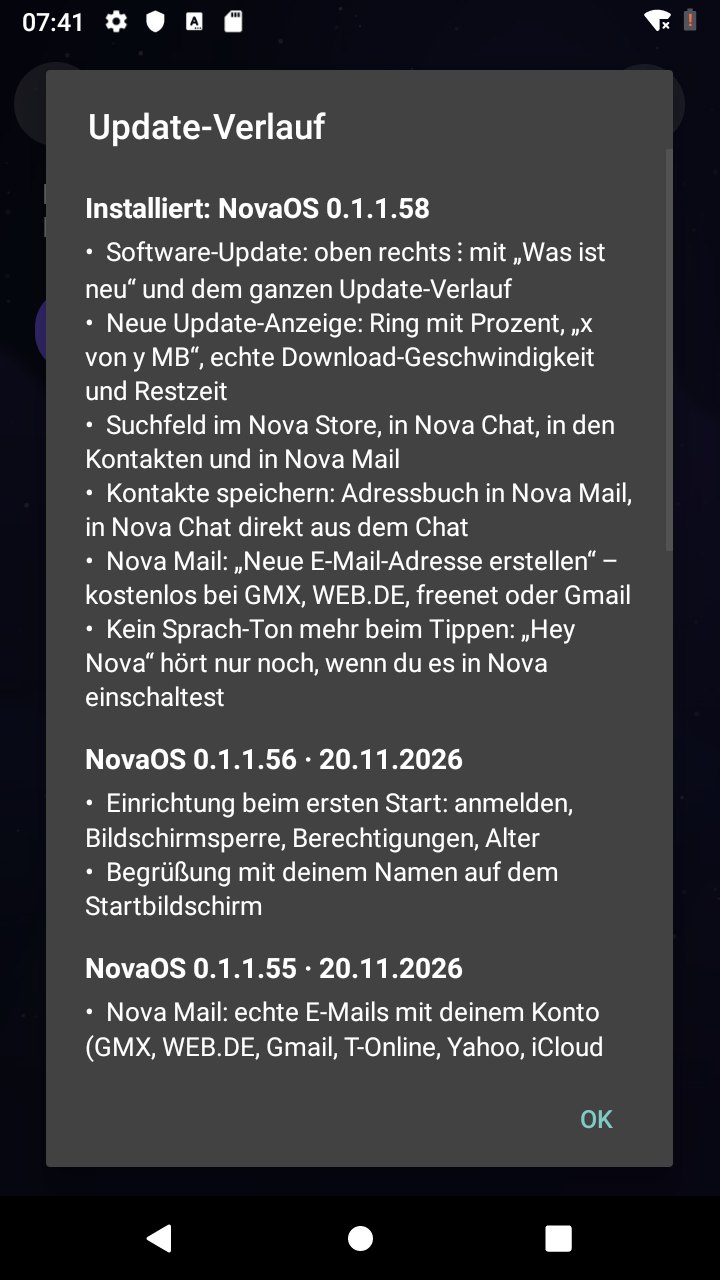 07:41
Update-Verlauf
Installiert: NovaOS 0.1.1.58
• Software-Update: oben rechts ⋮ mit „Was ist
neu“ und dem ganzen Update-Verlauf
• Neue Update-Anzeige: Ring mit Prozent, „x
von y MB“, echte Download-Geschwindigkeit
und Restzeit
• Suchfeld im Nova Store, in Nova Chat, in den
Kontakten und in Nova Mail
• Kontakte speichern: Adressbuch in Nova Mail,
in Nova Chat direkt aus dem Chat
• Nova Mail: „Neue E-Mail-Adresse erstellen“ –
kostenlos bei GMX, WEB.DE, freenet oder Gmail
• Kein Sprach-Ton mehr beim Tippen: „Hey
Nova“ hört nur noch, wenn du es in Nova
einschaltest
NovaOS 0.1.1.56 · 20.11.2026
• Einrichtung beim ersten Start: anmelden,
Bildschirmsperre, Berechtigungen, Alter
• Begrüßung mit deinem Namen auf dem
Startbildschirm
NovaOS 0.1.1.55 · 20.11.2026
• Nova Mail: echte E-Mails mit deinem Konto
(GMX, WEB.DE, Gmail, T-Online, Yahoo, iCloud
OK